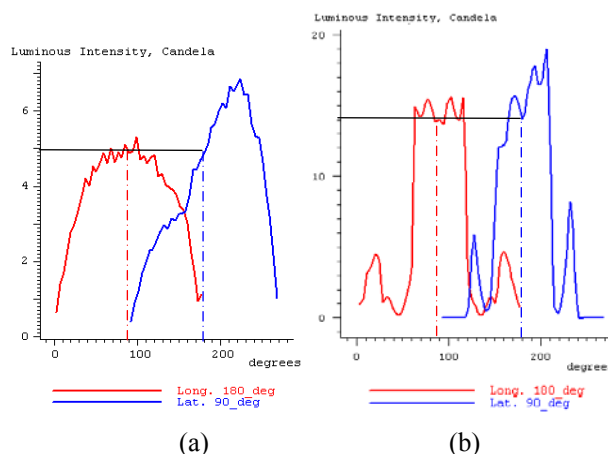 Luminous Intensity, Candela
6
4
2
0
0
100
200
degrees
Long. 180_deg
Lat. 90_deg
(a)
Luminous Intensity, Candela
20
10
0
0
100
200
degrees
Long. 180_deg
Lat. 90_deg
(b)